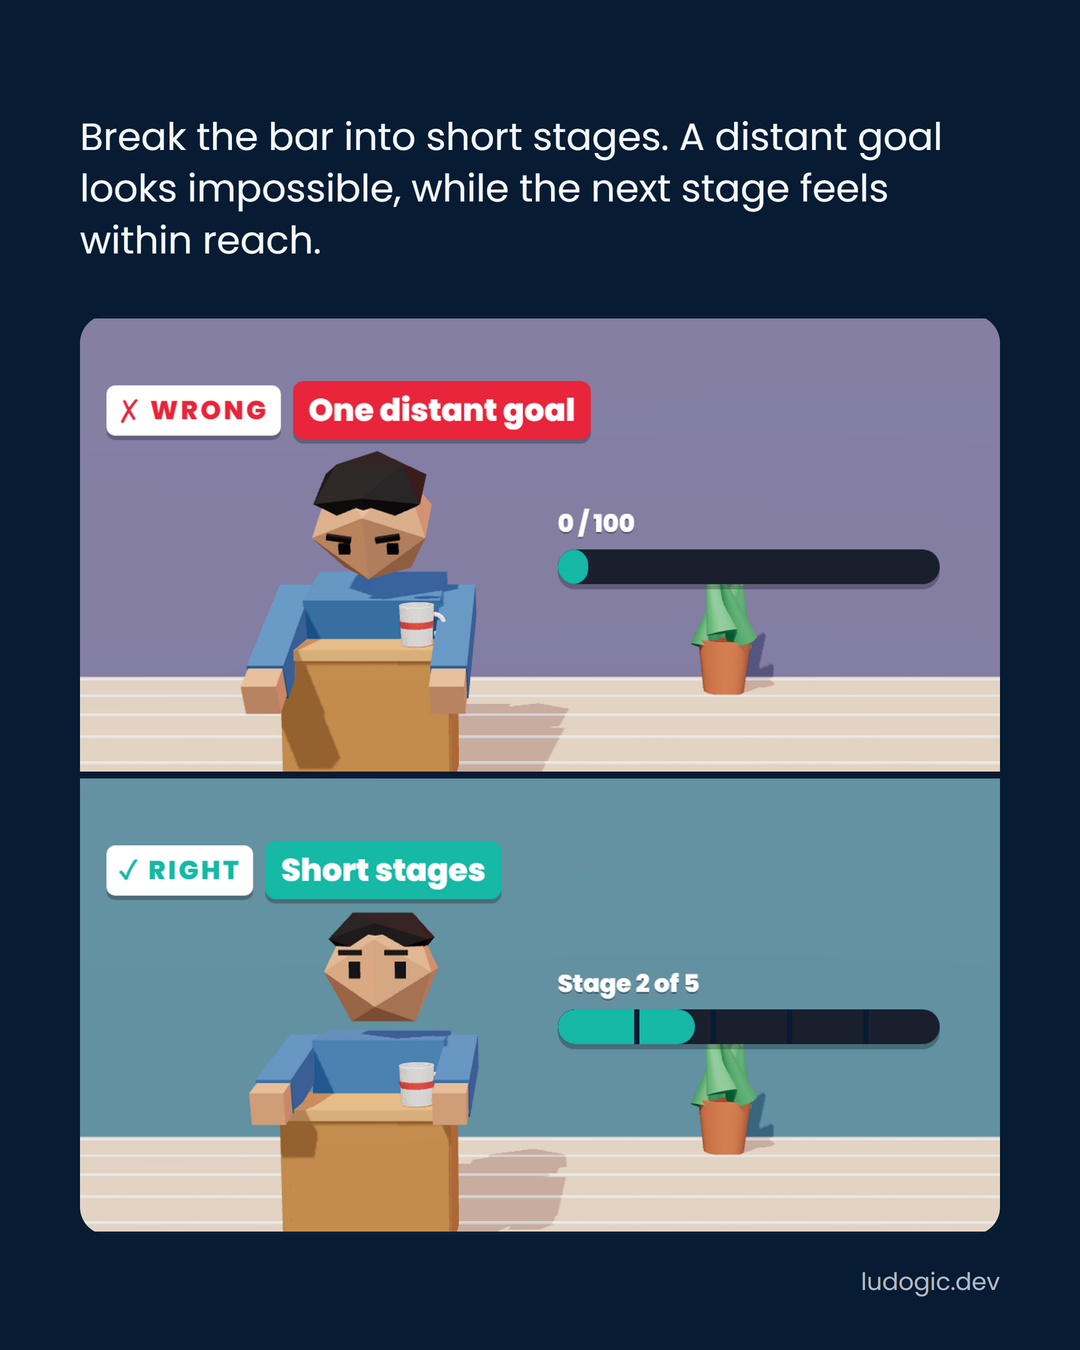 Break the bar into short stages. A distant goal
looks impossible, while the next stage feels
within reach.
✗ WRONG
One distant goal
0 / 100
✓ RIGHT
Short stages
Stage 2 of 5
ludogic.dev